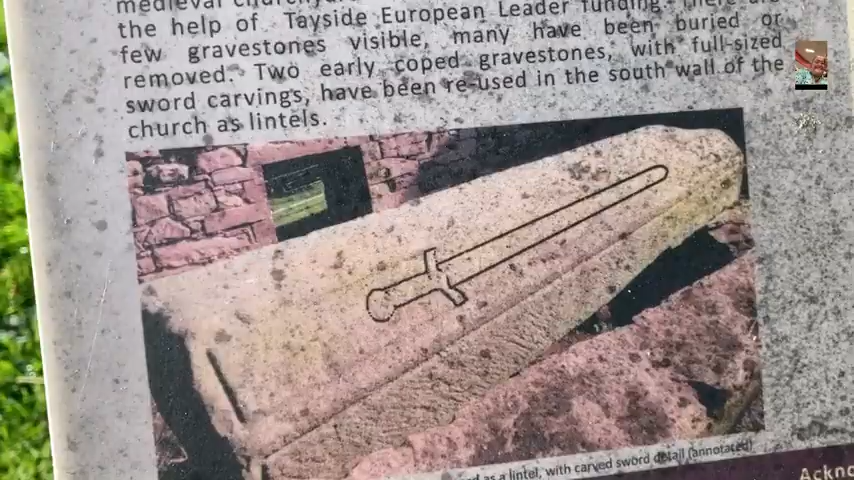 the help of Tayside European Leader funding. There are
few gravestones visible, many have been buried or
removed. Two early coped gravestones, with full-sized
sword carvings, have been re-used in the south wall of the
church as lintels.
as a lintel, with carved sword detail (annotated)